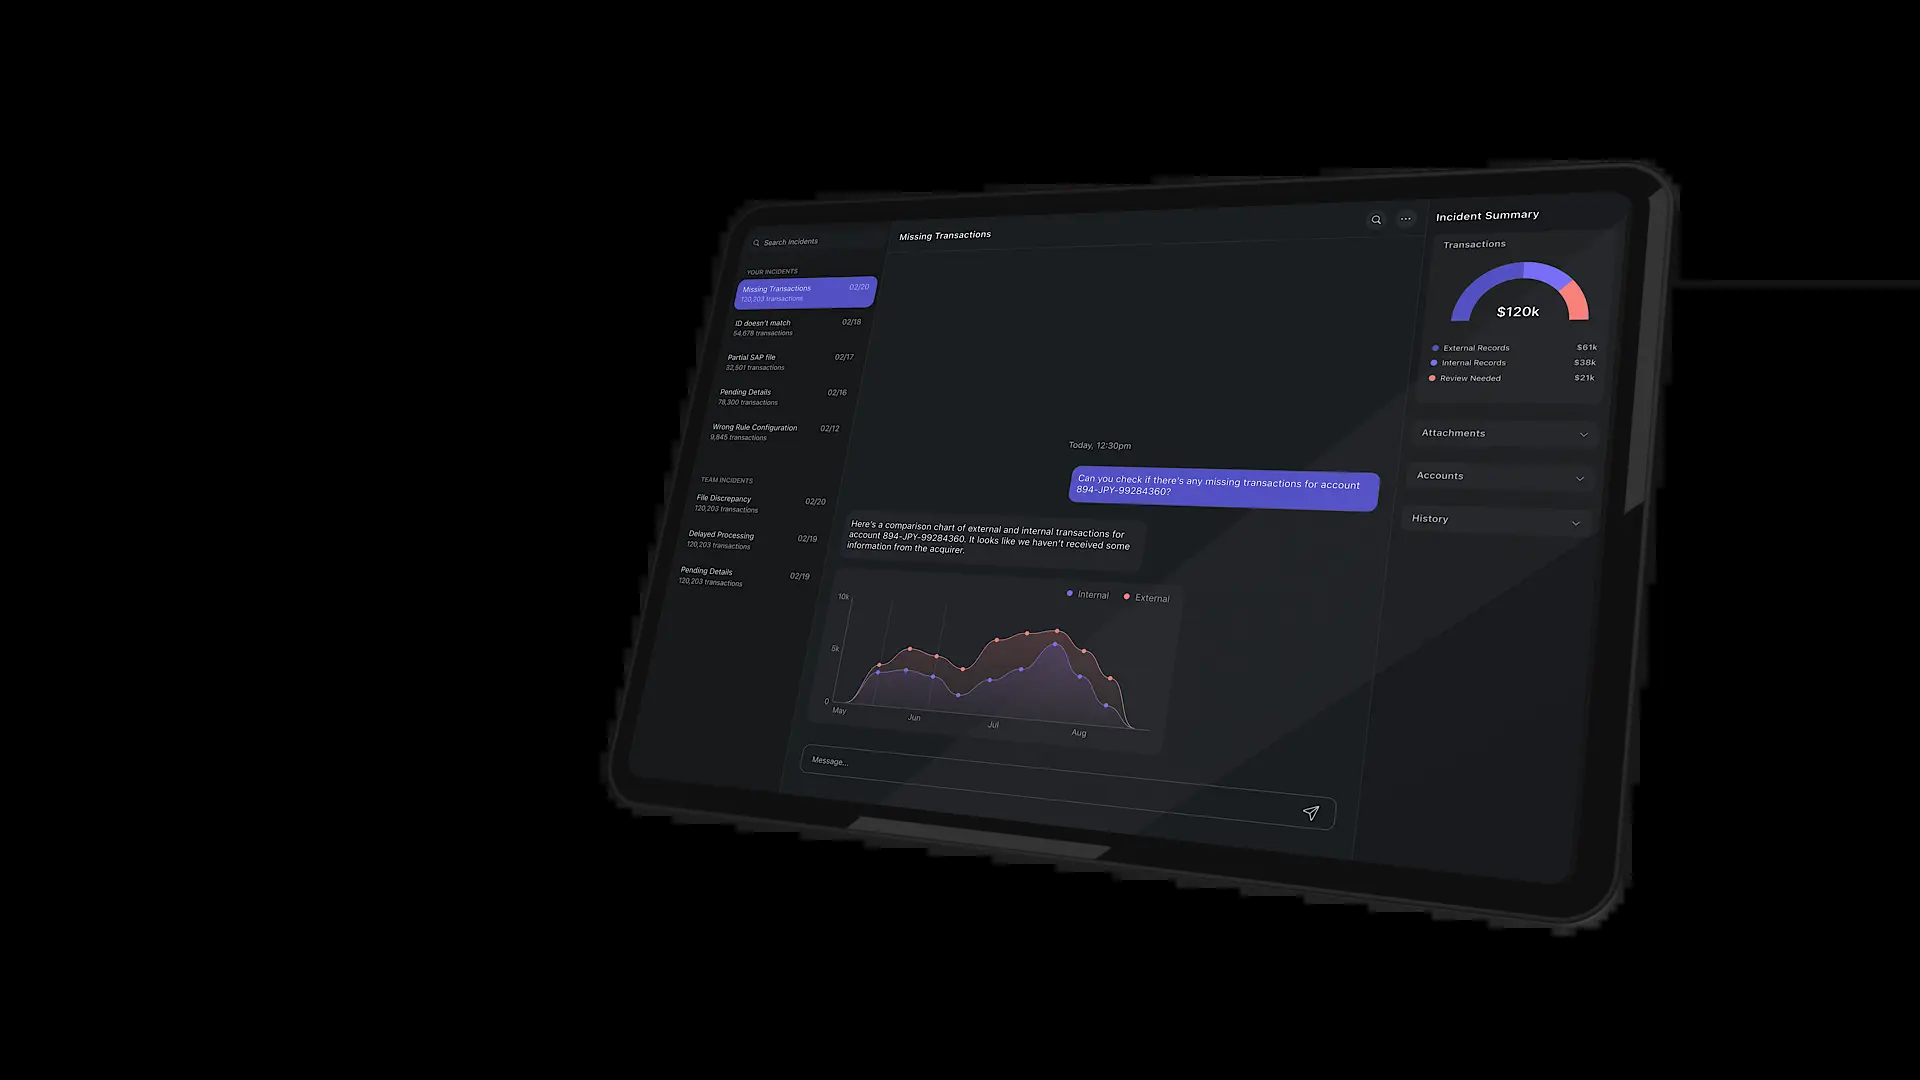 Search Incidents
YOUR INCIDENTS
Missing Transactions 02/20
120,203 transactions
ID doesn't match 02/18
54,678 transactions
Partial SAP file 02/17
32,501 transactions
Pending Details 02/16
78,300 transactions
Wrong Rule Configuration 02/12
9,845 transactions
TEAM INCIDENTS
File Discrepancy 02/20
120,203 transactions
Delayed Processing 02/19
120,203 transactions
Pending Details 02/19
120,203 transactions
Missing Transactions
Today, 12:30pm
Can you check if there's any missing transactions for account
894-JPY-99284360?
Here's a comparison chart of external and internal transactions for
account 894-JPY-99284360. It looks like we haven't received some
information from the acquirer.
Internal External
10k
5k
0
May Jun Jul Aug
Message...
Incident Summary
Transactions
$120k
External Records $61k
Internal Records $38k
Review Needed $21k
Attachments
Accounts
History